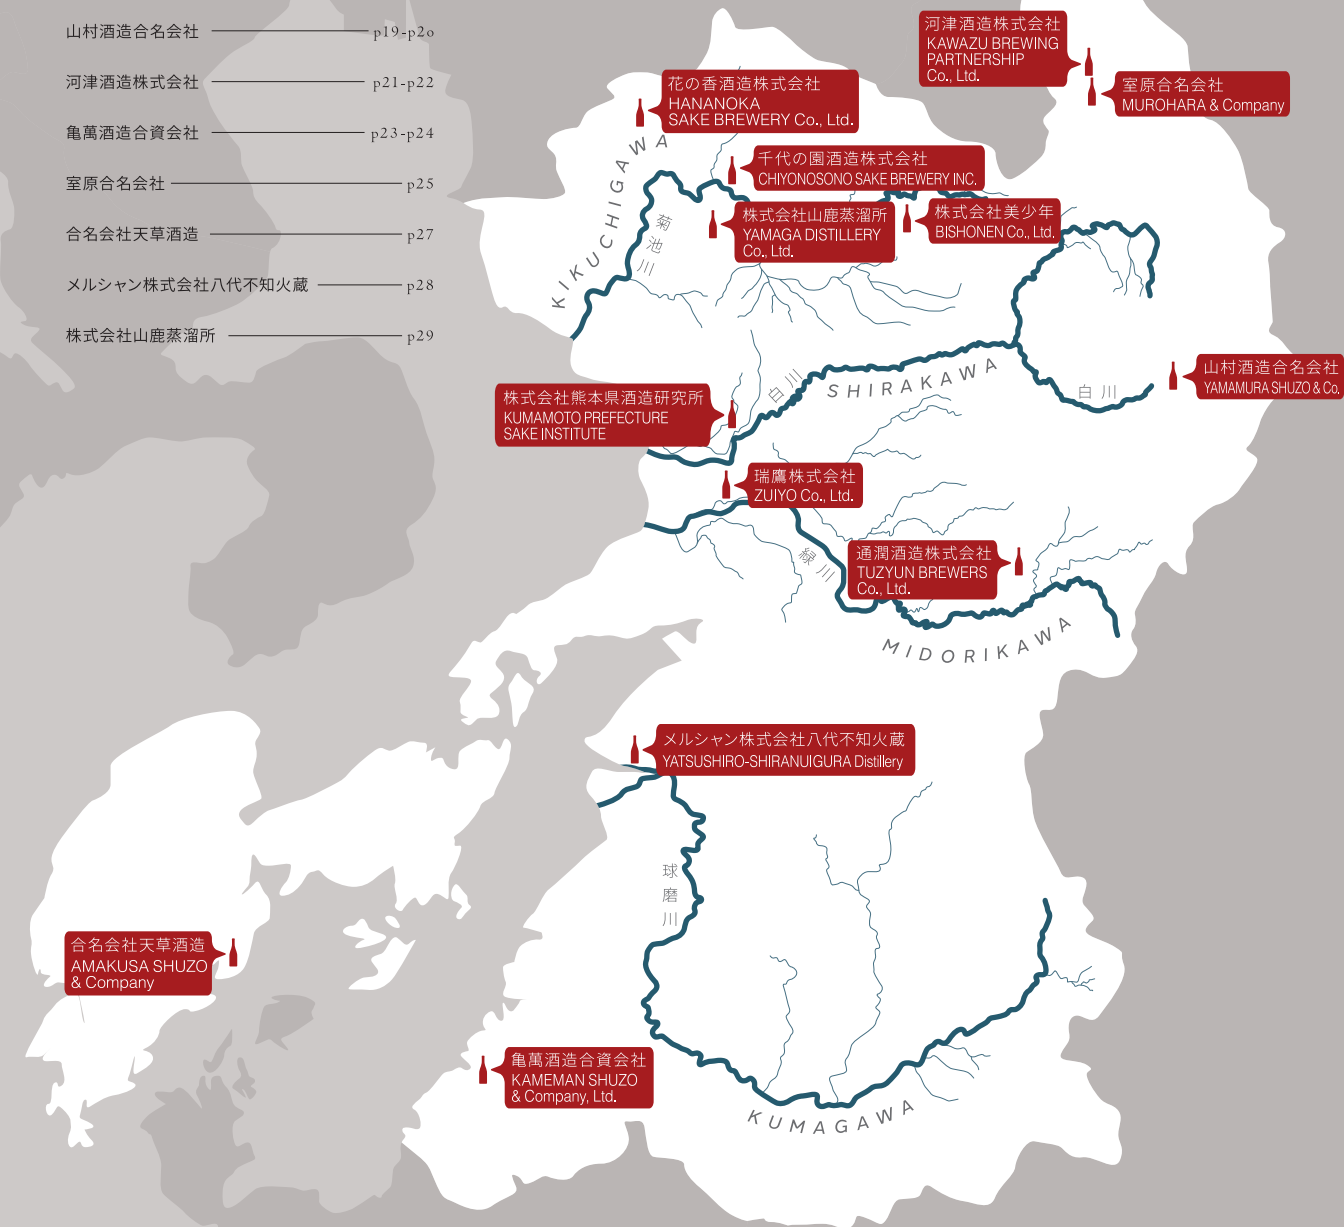 山村酒造合名会社 p19-p20
河津酒造株式会社 p21-p22
亀萬酒造合資会社 p23-p24
室原合名会社 p25
合名会社天草酒造 p27
メルシャン株式会社八代不知火蔵 p28
株式会社山鹿蒸溜所 p29
河津酒造株式会社
KAWAZU BREWING
PARTNERSHIP
Co., Ltd.
室原合名会社
MUROHARA & Company
花の香酒造株式会社
HANANOKA
SAKE BREWERY Co., Ltd.
千代の園酒造株式会社
CHIYONOSONO SAKE BREWERY INC.
株式会社山鹿蒸溜所
YAMAGA DISTILLERY
Co., Ltd.
株式会社美少年
BISHONEN Co., Ltd.
KIKUCHIGAWA
菊池川
山村酒造合名会社
YAMAMURA SHUZO & Co.
株式会社熊本県酒造研究所
KUMAMOTO PREFECTURE
SAKE INSTITUTE
白川
SHIRAKAWA
白川
瑞鷹株式会社
ZUIYO Co., Ltd.
緑川
通潤酒造株式会社
TUZYUN BREWERS
Co., Ltd.
MIDORIKAWA
メルシャン株式会社八代不知火蔵
YATSUSHIRO-SHIRANUIGURA Distillery
球磨川
合名会社天草酒造
AMAKUSA SHUZO
& Company
亀萬酒造合資会社
KAMEMAN SHUZO
& Company, Ltd.
KUMAGAWA